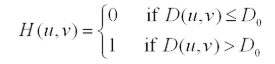 H(u,v) = { 0 if D(u,v) ≤ D₀
1 if D(u,v) > D₀